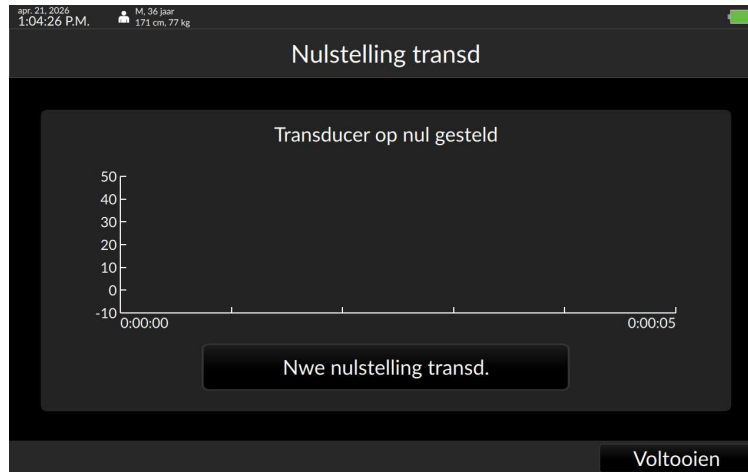 apr. 21, 2026
1:04:26 P.M.
M, 36 jaar
171 cm, 77 kg
Nulstelling transd
Transducer op nul gesteld
50
40
30
20
10
0
-10
0:00:00
0:00:05
Nwe nulstelling transd.
Voltooien